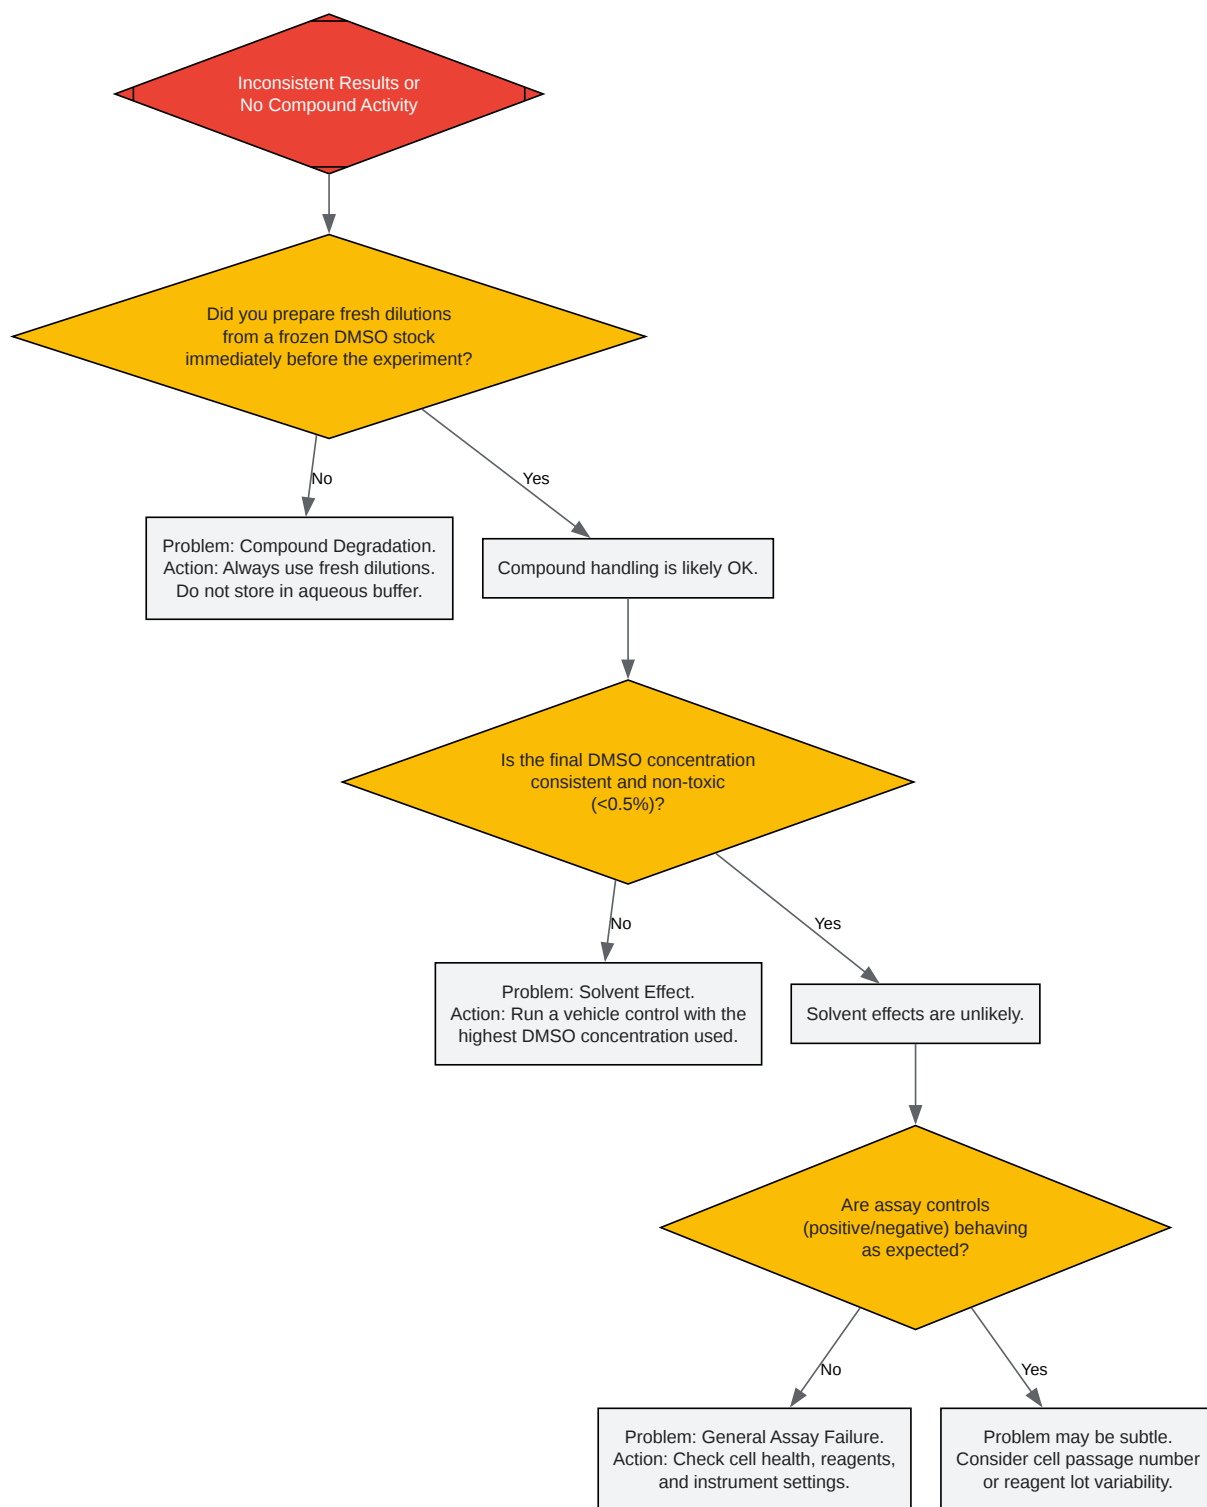 Inconsistent Results or
No Compound Activity
Did you prepare fresh dilutions
from a frozen DMSO stock
immediately before the experiment?
No
Yes
Problem: Compound Degradation.
Action: Always use fresh dilutions.
Do not store in aqueous buffer.
Compound handling is likely OK.
Is the final DMSO concentration
consistent and non-toxic
(<0.5%)?
No
Yes
Problem: Solvent Effect.
Action: Run a vehicle control with the
highest DMSO concentration used.
Solvent effects are unlikely.
Are assay controls
(positive/negative) behaving
as expected?
No
Yes
Problem: General Assay Failure.
Action: Check cell health, reagents,
and instrument settings.
Problem may be subtle.
Consider cell passage number
or reagent lot variability.